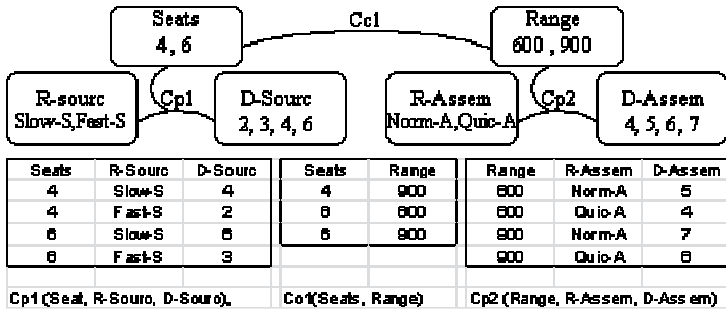 Seats
4, 6
Cc1
Range
600 , 900
R-sourc
Slow-S,Fast-S
Cp1
D-Sourc
2, 3, 4, 6
R-Assem
Norm-A,Quic-A
Cp2
D-Assem
4, 5, 6, 7
Seats R-Sourc D-Sourc
4 Slow-S 4
4 Fast-S 2
6 Slow-S 6
6 Fast-S 3
Seats Range
4 900
6 600
6 900
Range R-Assem D-Assem
600 Norm-A 5
600 Quic-A 4
900 Norm-A 7
900 Quic-A 6
Cp1 (Seat, R-Sourc, D-Sourc),
Cc1(Seats, Range)
Cp2 (Range, R-Assem, D-Assem)